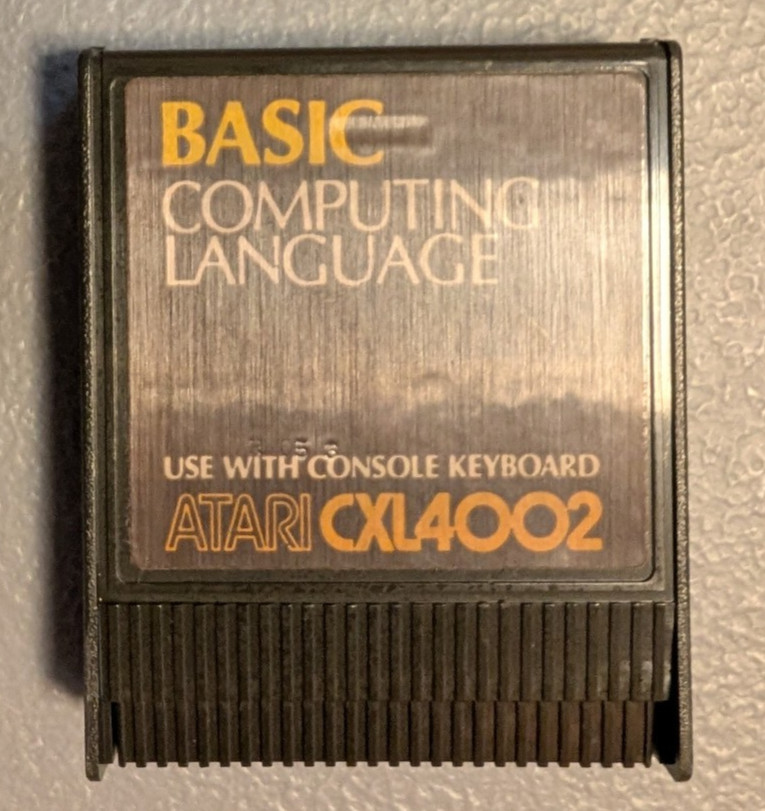 BASIC
COMPUTING
LANGUAGE
USE WITH CONSOLE KEYBOARD
ATARI CXL4002